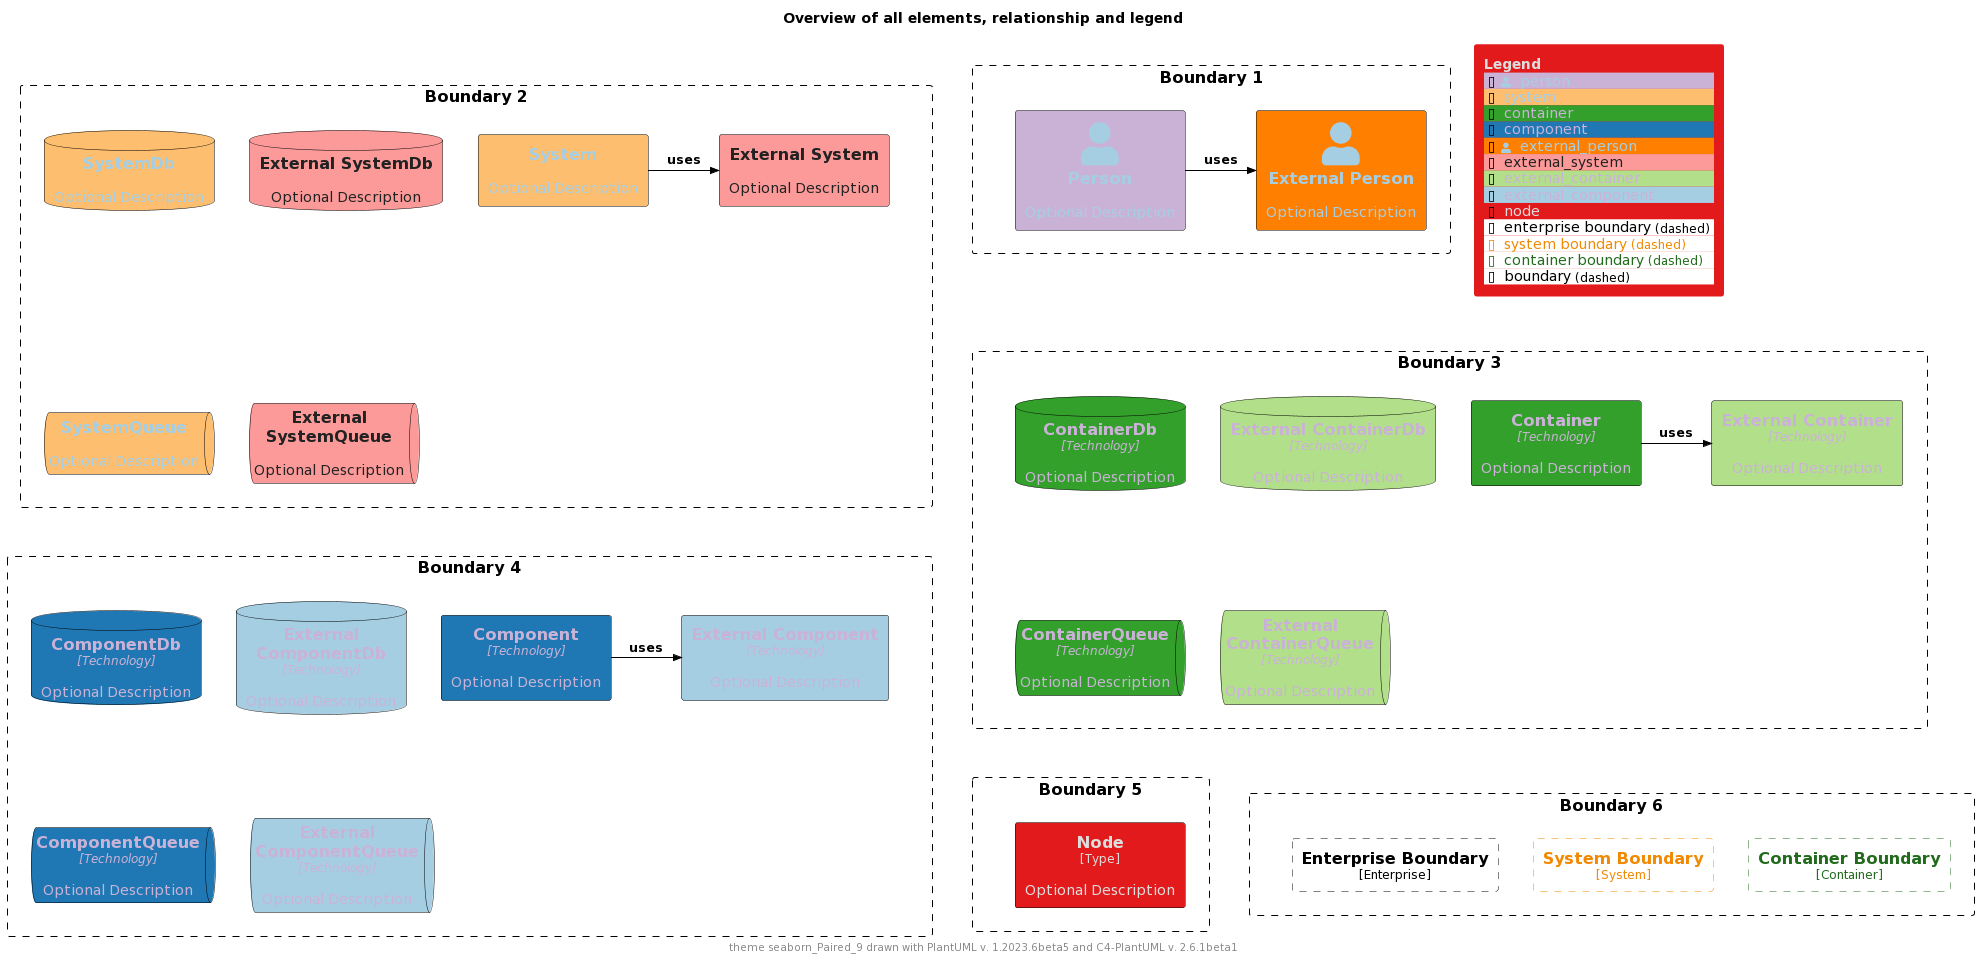 Overview of all elements, relationship and legend
Boundary 2
SystemDb
Optional Description
External SystemDb
Optional Description
System
Optional Description
uses
External System
Optional Description
SystemQueue
Optional Description
External
SystemQueue
Optional Description
Boundary 1
Person
Optional Description
uses
External Person
Optional Description
Legend
person
system
container
component
external_person
external_system
external_container
external_component
node
enterprise boundary (dashed)
system boundary (dashed)
container boundary (dashed)
boundary (dashed)
Boundary 3
ContainerDb
[Technology]
Optional Description
External ContainerDb
[Technology]
Optional Description
Container
[Technology]
Optional Description
uses
External Container
[Technology]
Optional Description
ContainerQueue
[Technology]
Optional Description
External
ContainerQueue
[Technology]
Optional Description
Boundary 4
ComponentDb
[Technology]
Optional Description
External
ComponentDb
[Technology]
Optional Description
Component
[Technology]
Optional Description
uses
External Component
[Technology]
Optional Description
ComponentQueue
[Technology]
Optional Description
External
ComponentQueue
[Technology]
Optional Description
Boundary 5
Node
[Type]
Optional Description
Boundary 6
Enterprise Boundary
[Enterprise]
System Boundary
[System]
Container Boundary
[Container]
theme seaborn_Paired_9 drawn with PlantUML v. 1.2023.6beta5 and C4-PlantUML v. 2.6.1beta1